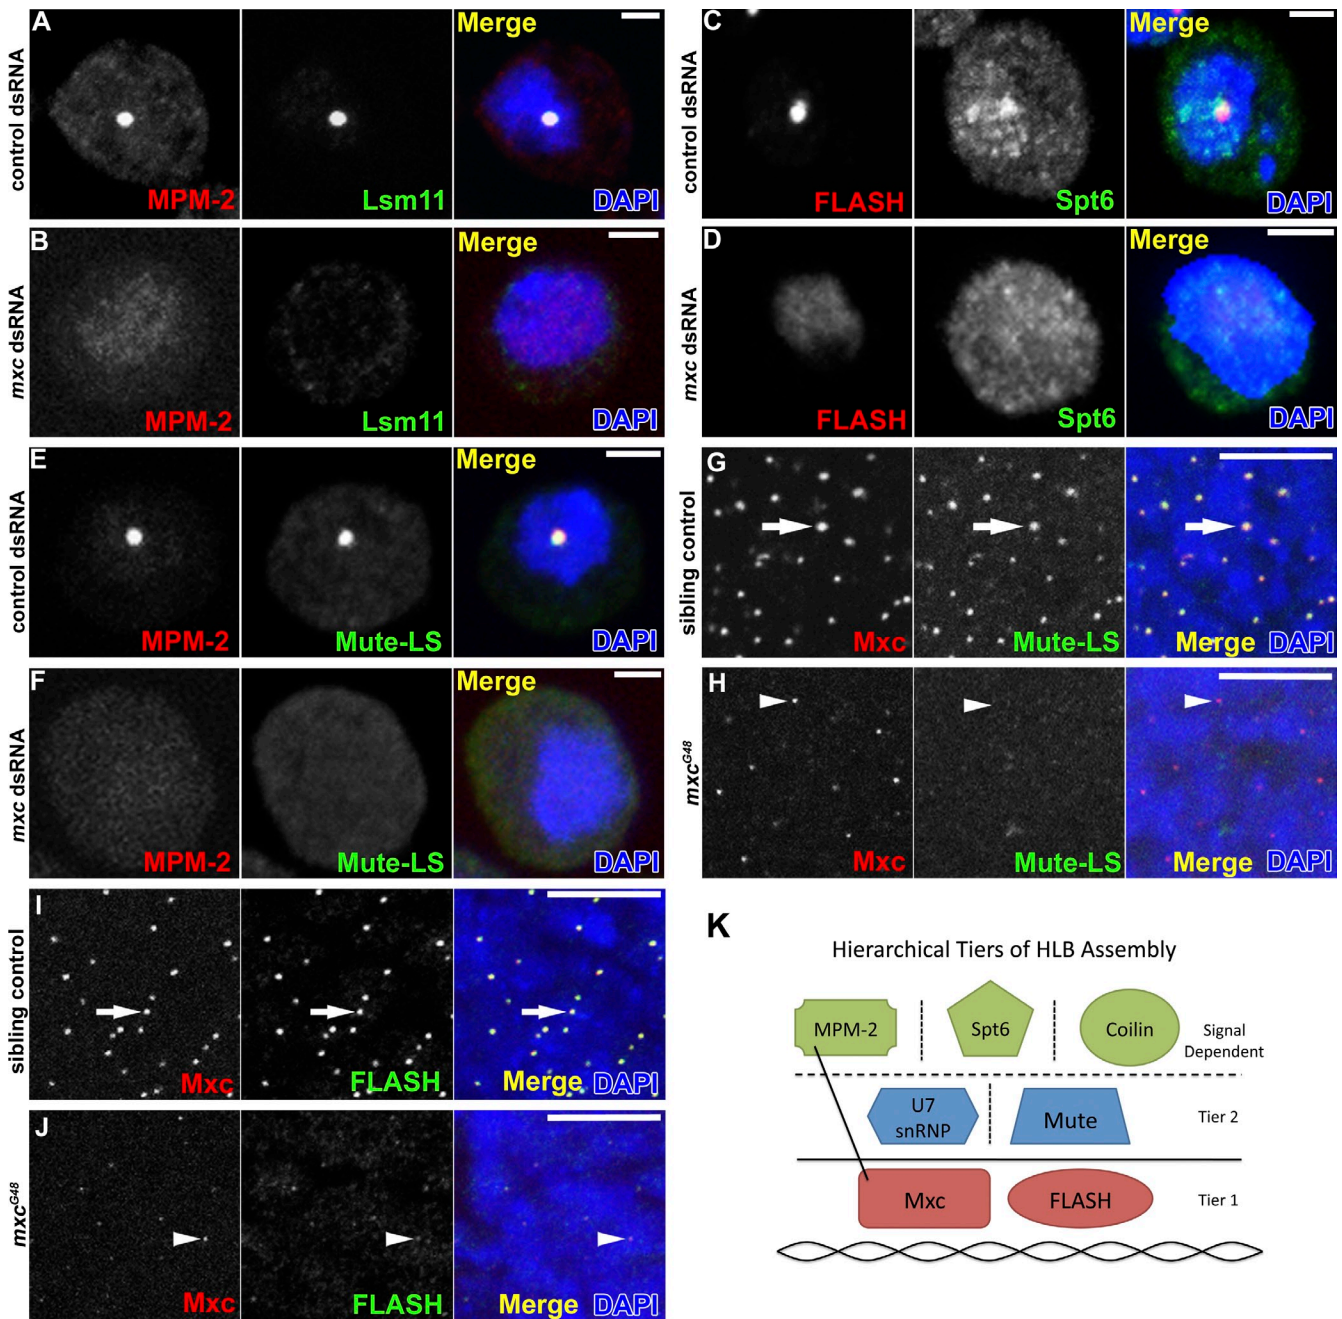 A
Merge
control dsRNA
MPM-2
Lsm11
DAPI
B
Merge
mxc dsRNA
MPM-2
Lsm11
DAPI
C
Merge
control dsRNA
FLASH
Spt6
DAPI
D
Merge
mxc dsRNA
FLASH
Spt6
DAPI
E
Merge
control dsRNA
MPM-2
Mute-LS
DAPI
F
Merge
mxc dsRNA
MPM-2
Mute-LS
DAPI
G
sibling control
Mxc
Mute-LS
Merge DAPI
H
mxcG48
Mxc
Mute-LS
Merge DAPI
I
sibling control
Mxc
FLASH
Merge DAPI
J
mxcG48
Mxc
FLASH
Merge DAPI
K
Hierarchical Tiers of HLB Assembly
MPM-2
Spt6
Coilin
Signal
Dependent
U7
snRNP
Mute
Tier 2
Mxc
FLASH
Tier 1